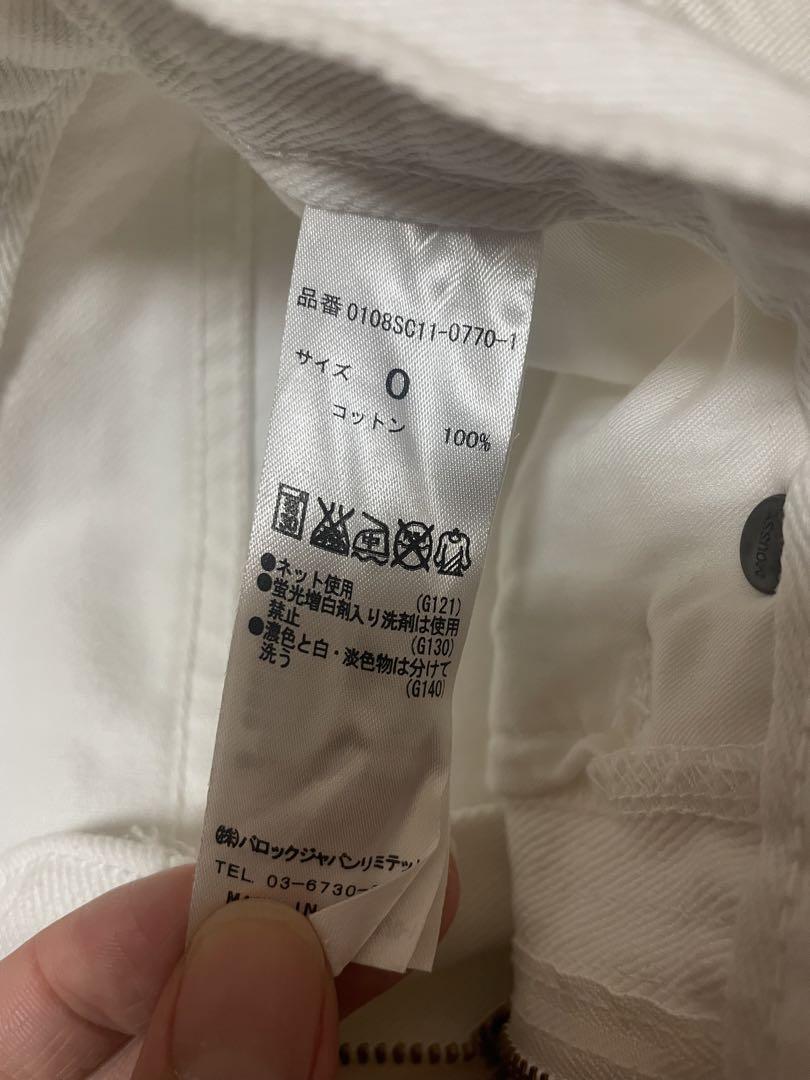 品番 0108SC11-0770-1
サイズ 0
コットン 100%
●ネット使用 (G121)
●蛍光増白剤入り洗剤は使用
禁止 (G130)
●濃色と白・淡色物は分けて
洗う (G140)
(株)バロックジャパンリミテッ
TEL 03-6730-
IN
moussy